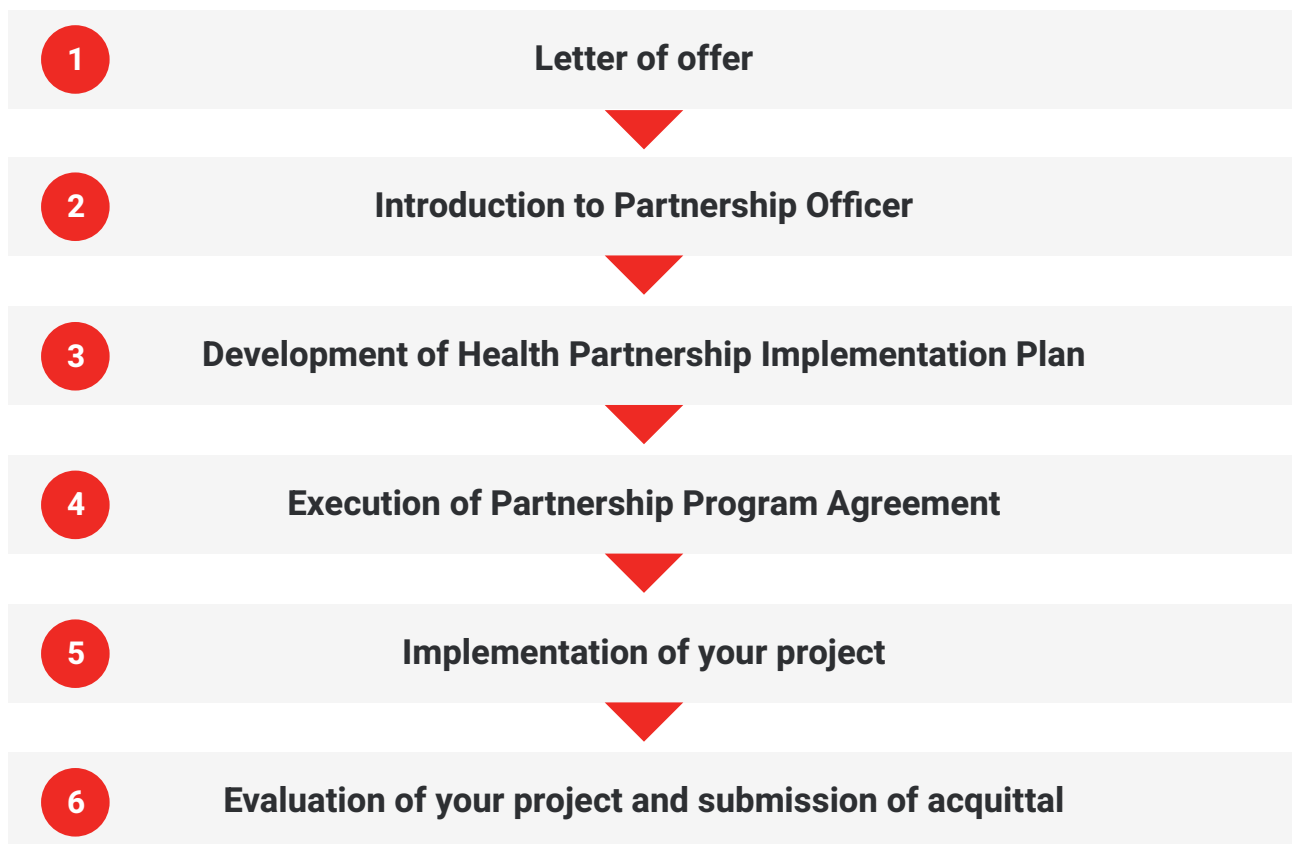 1
Letter of offer
2
Introduction to Partnership Officer
3
Development of Health Partnership Implementation Plan
4
Execution of Partnership Program Agreement
5
Implementation of your project
6
Evaluation of your project and submission of acquittal